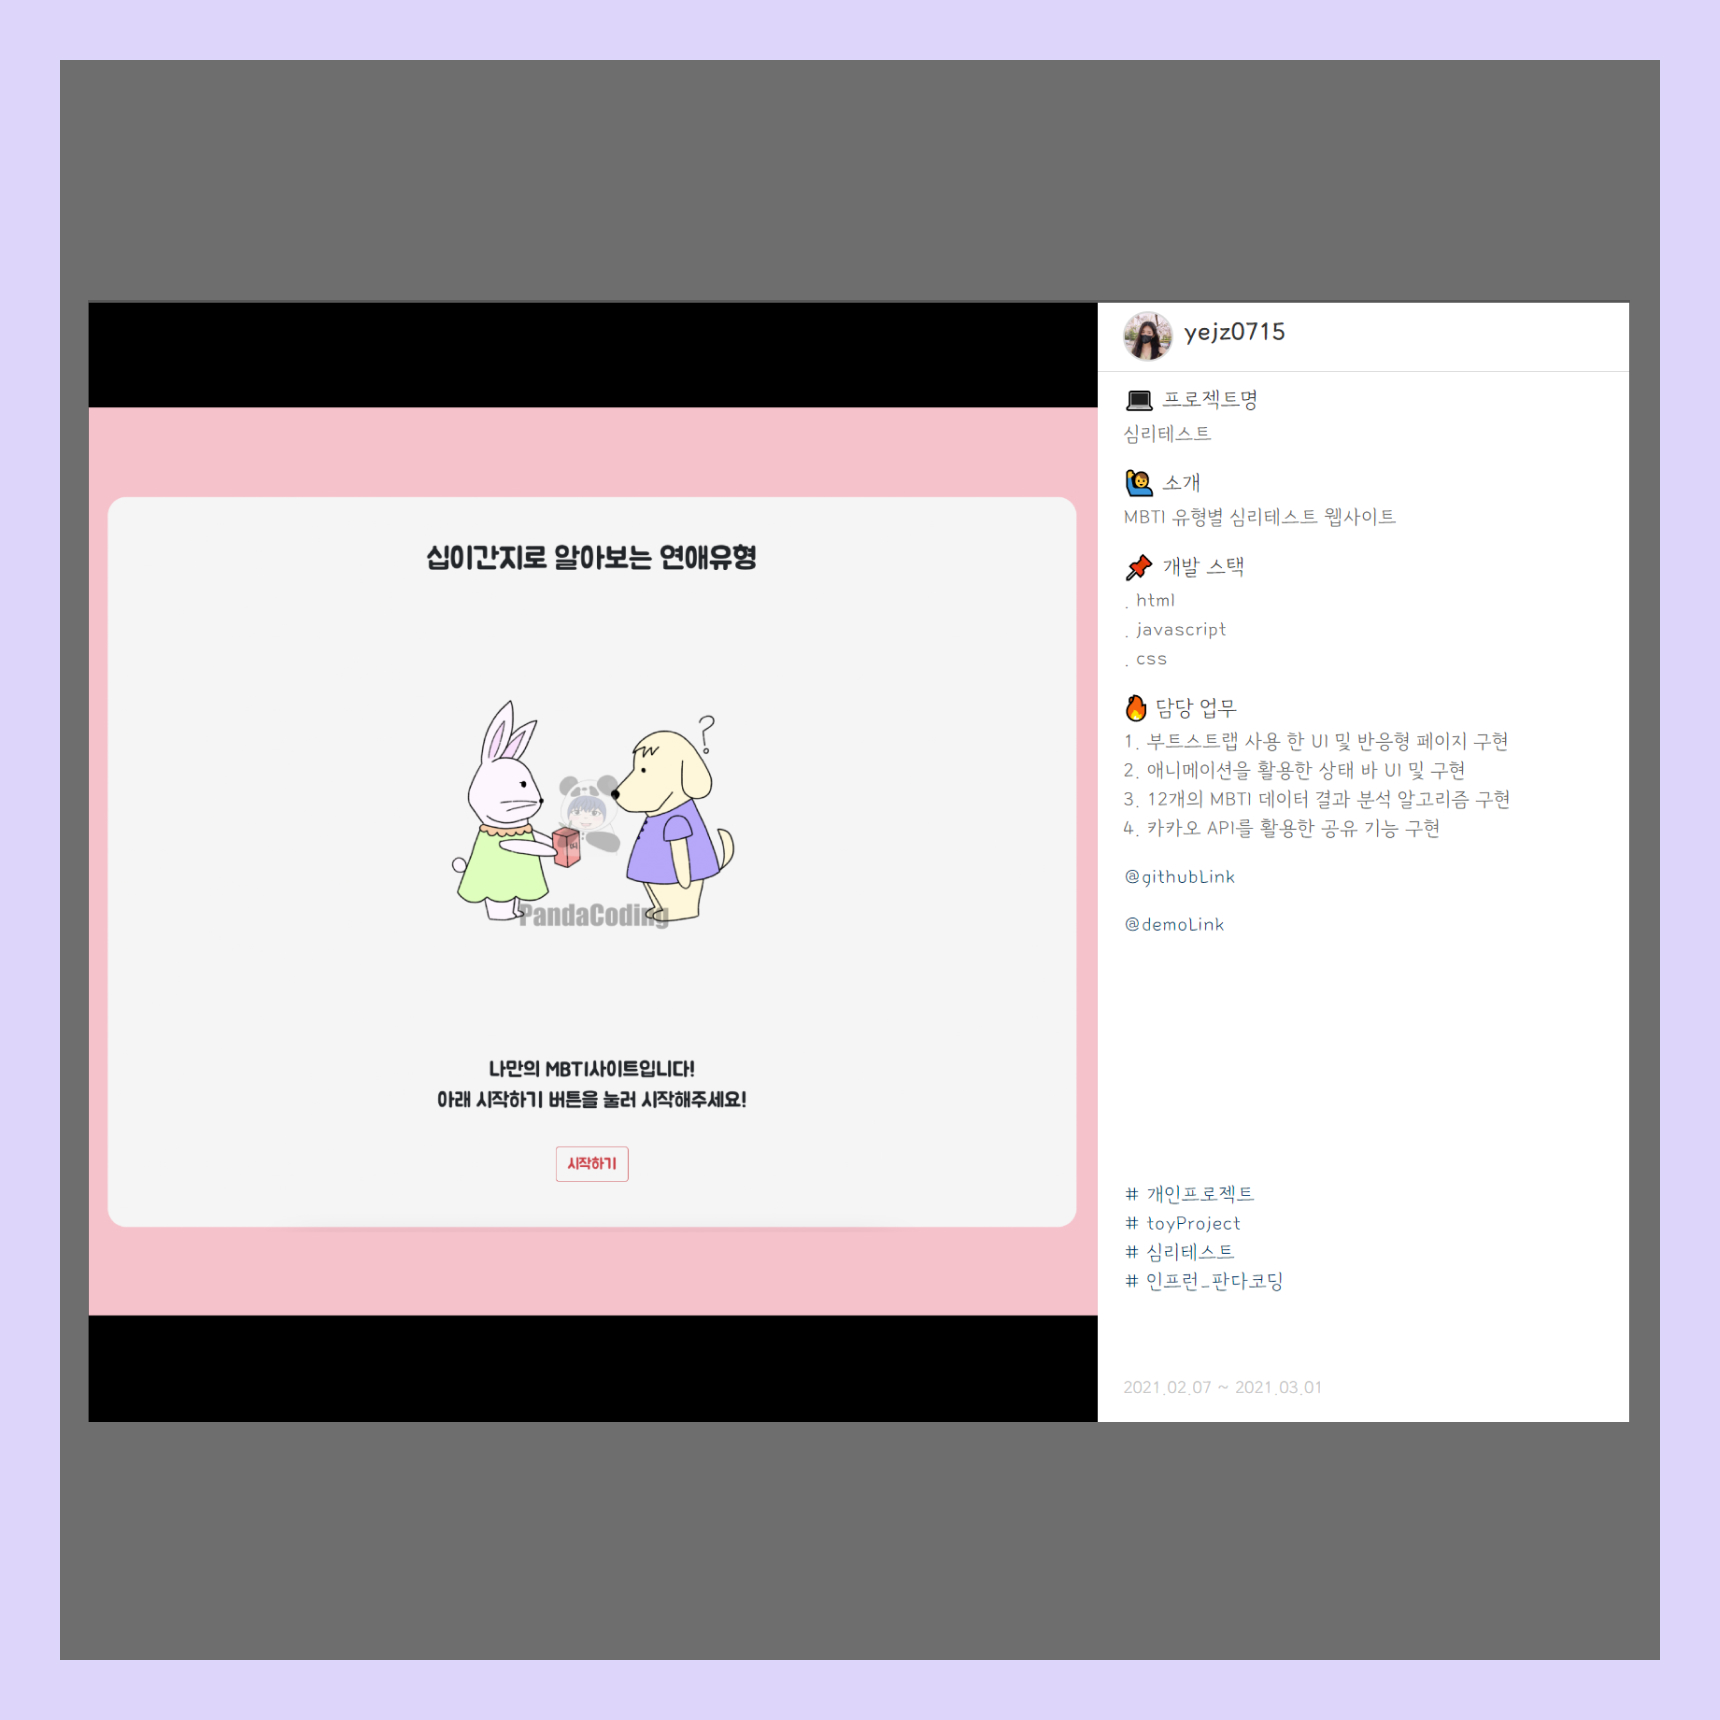 십이간지로 알아보는 연애유형
?
PandaCoding
나만의 MBTI사이트입니다!
아래 시작하기 버튼을 눌러 시작해주세요!
시작하기
yejz0715
프로젝트명
심리테스트
소개
MBTI 유형별 심리테스트 웹사이트
개발 스택
. html
. javascript
. css
담당 업무
1. 부트스트랩 사용 한 UI 및 반응형 페이지 구현
2. 애니메이션을 활용한 상태 바 UI 및 구현
3. 12개의 MBTI 데이터 결과 분석 알고리즘 구현
4. 카카오 API를 활용한 공유 기능 구현
@githubLink
@demoLink
# 개인프로젝트
# toyProject
# 심리테스트
# 인프런_판다코딩
2021.02.07 ~ 2021.03.01